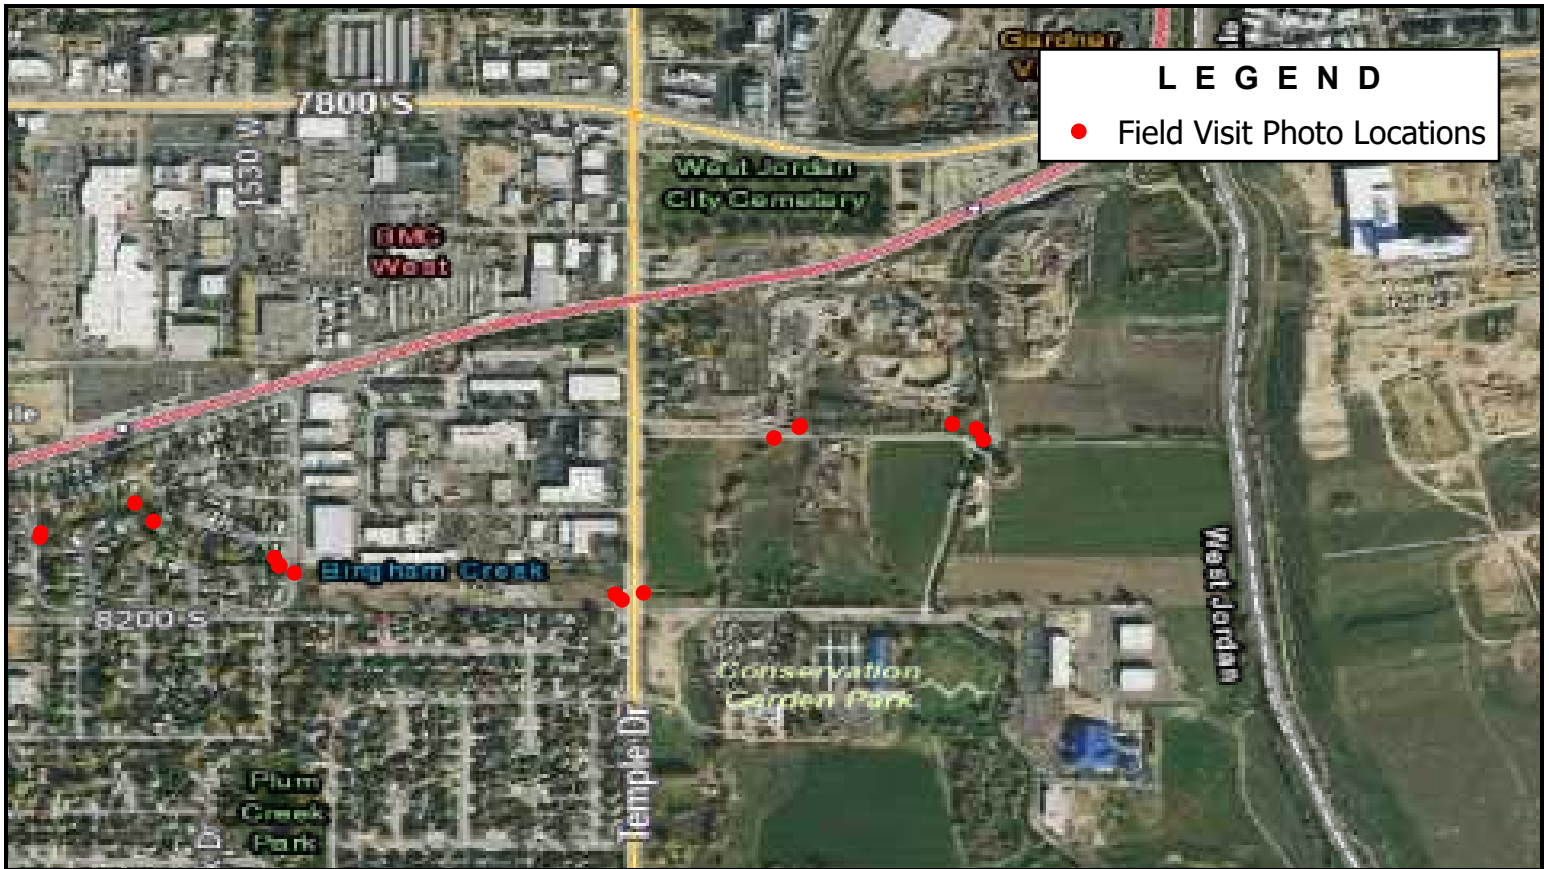 Gardner
V
L E G E N D
Field Visit Photo Locations
7800 S
1530 W
West Jordan
City Cemetery
BMC
West
Bingham Creek
8200 S
West Jordan
Conservation
Garden Park
Temple Dr
Plum
Creek
Park